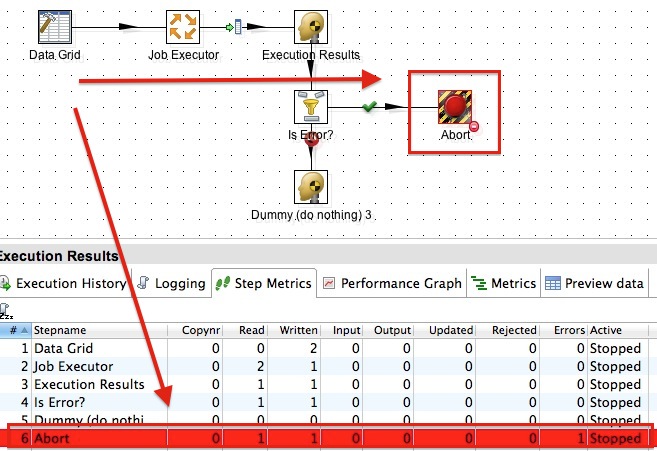 Data Grid
Job Executor
Execution Results
Is Error?
Abort
Dummy (do nothing) 3
Execution Results
Execution History Logging Step Metrics Performance Graph Metrics Preview data
# Stepname Copynr Read Written Input Output Updated Rejected Errors Active
1 Data Grid 0 0 2 0 0 0 0 0 Stopped
2 Job Executor 0 2 1 0 0 0 0 0 Stopped
3 Execution Results 0 1 1 0 0 0 0 0 Stopped
4 Is Error? 0 1 1 0 0 0 0 0 Stopped
5 Dummy (do nothi 0 0 0 0 0 0 0 0 Stopped
6 Abort 0 1 1 0 0 0 0 1 Stopped